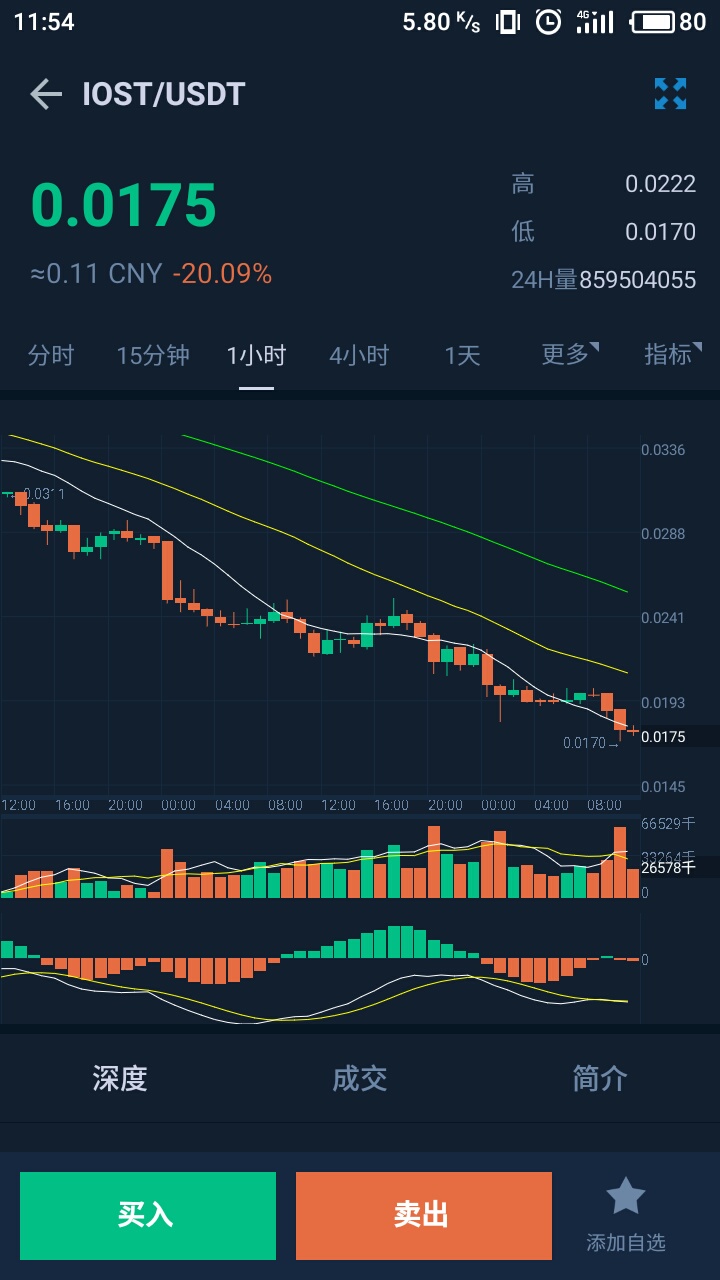 11:54 5.80 K/s 4G 80
IOST/USDT
0.0175
高 0.0222
低 0.0170
≈0.11 CNY -20.09%
24H量859504055
分时 15分钟 1小时 4小时 1天 更多 指标
0.0336
0.0311
0.0288
0.0241
0.0193
0.0170→ 0.0175
0.0145
12:00 16:00 20:00 00:00 04:00 08:00 12:00 16:00 20:00 00:00 04:00 08:00
66529千
33264千
26578千
0
0
深度 成交 简介
买入 卖出 添加自选